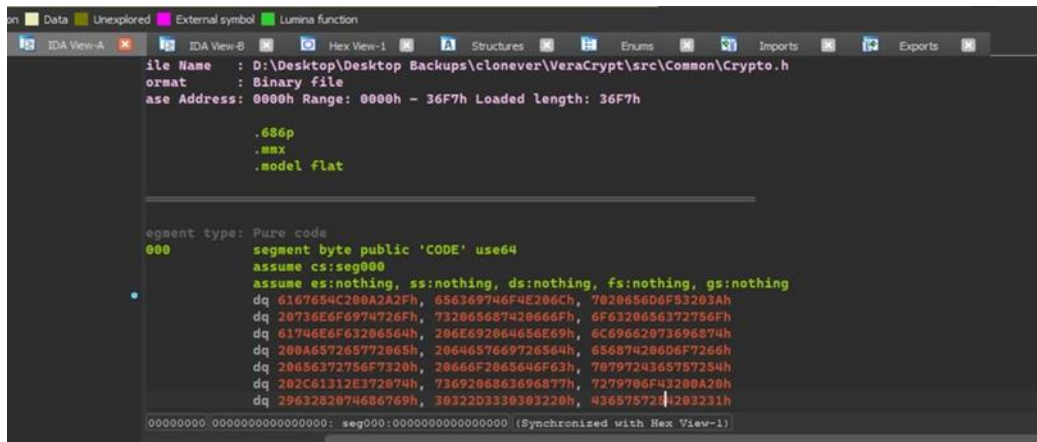 on Data Unexplored External symbol Lumina function
IDA View-A IDA View-B Hex View-1 Structures Enums Imports Exports
ile Name : D:\Desktop\Desktop Backups\clonever\VeraCrypt\src\Common\Crypto.h
ormat : Binary file
ase Address: 0000h Range: 0000h - 36F7h Loaded length: 36F7h
.686p
.mmx
.model flat
egment type: Pure code
000 segment byte public 'CODE' use64
assume cs:seg000
assume es:nothing, ss:nothing, ds:nothing, fs:nothing, gs:nothing
dq 6167654C200A2A2Fh, 656369746F4E206Ch, 7020656D6F53203Ah
dq 20736E6F6974726Fh, 732065687420666Fh, 6F6320656372756Fh
dq 61746E6F63206564h, 206E692064656E69h, 6C69662073696874h
dq 200A657265772065h, 2064657669726564h, 656874206D6F7266h
dq 20656372756F7320h, 20666F2065646F63h, 7079724365757254h
dq 202C61312E372074h, 7369206863696877h, 7279706F43200A20h
dq 2963282074686769h, 30322D3330303220h, 4365757254203231h
00000000 0000000000000000: seg000:0000000000000000 (Synchronized with Hex View-1)